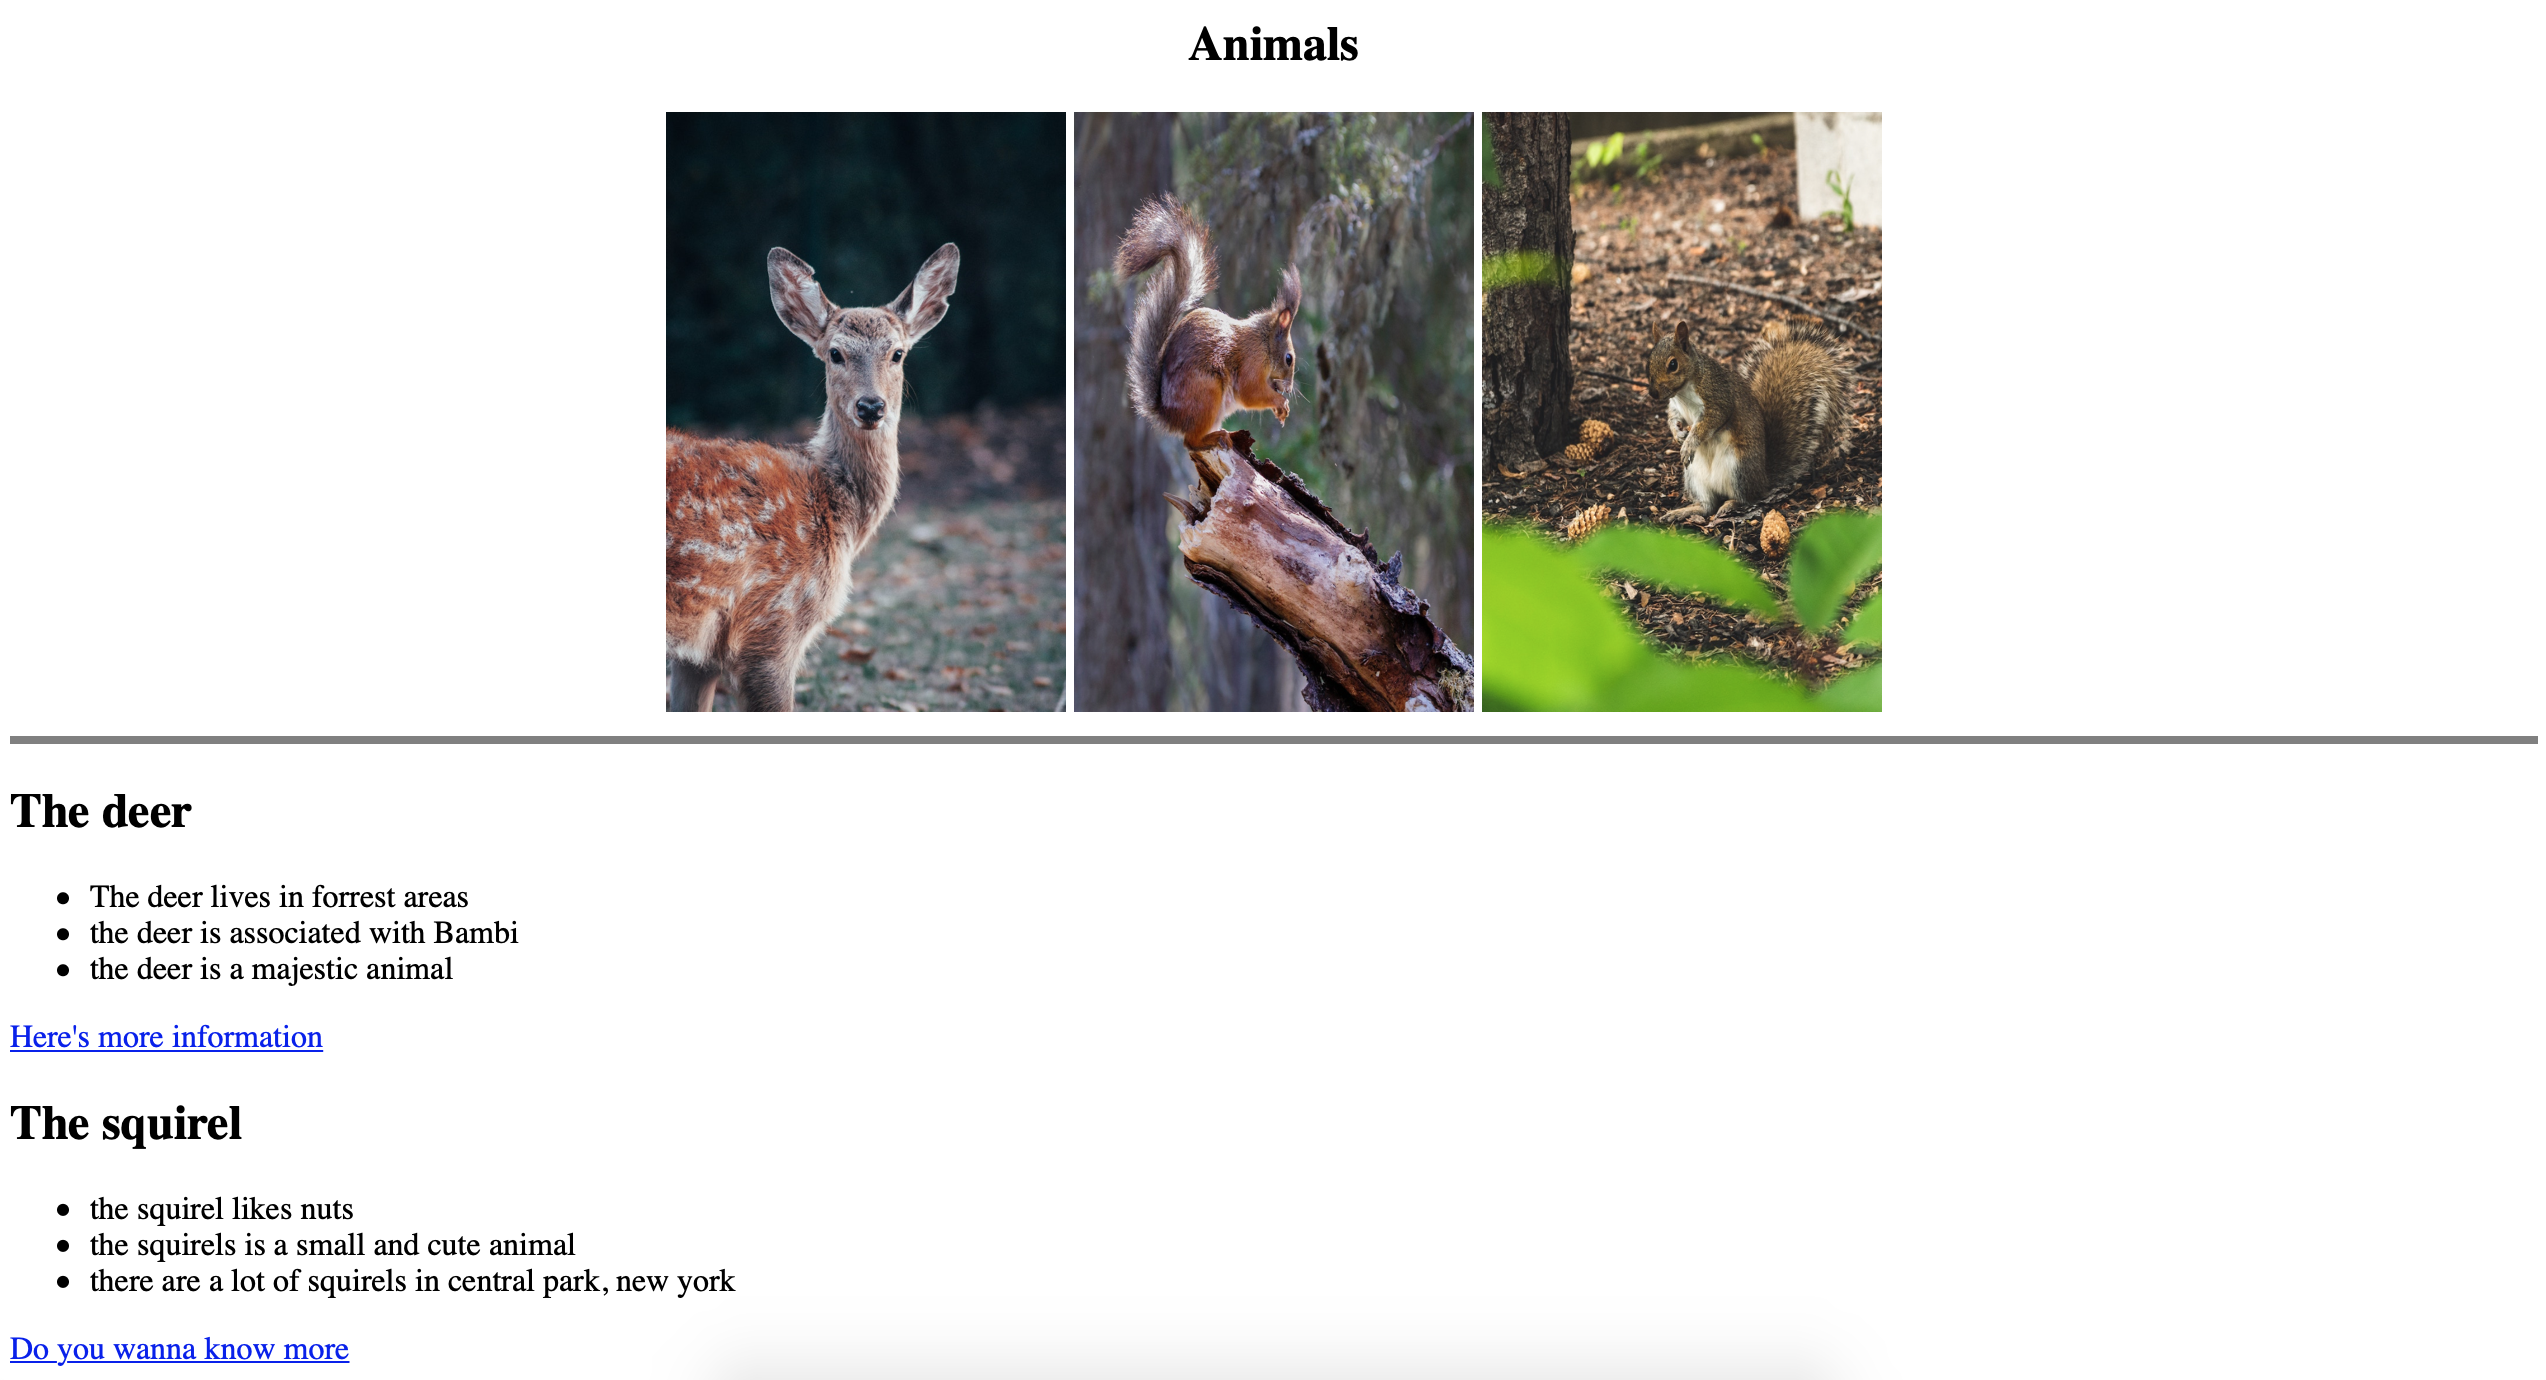 Animals
The deer
The deer lives in forrest areas
the deer is associated with Bambi
the deer is a majestic animal
Here's more information
The squirel
the squirel likes nuts
the squirels is a small and cute animal
there are a lot of squirels in central park, new york
Do you wanna know more